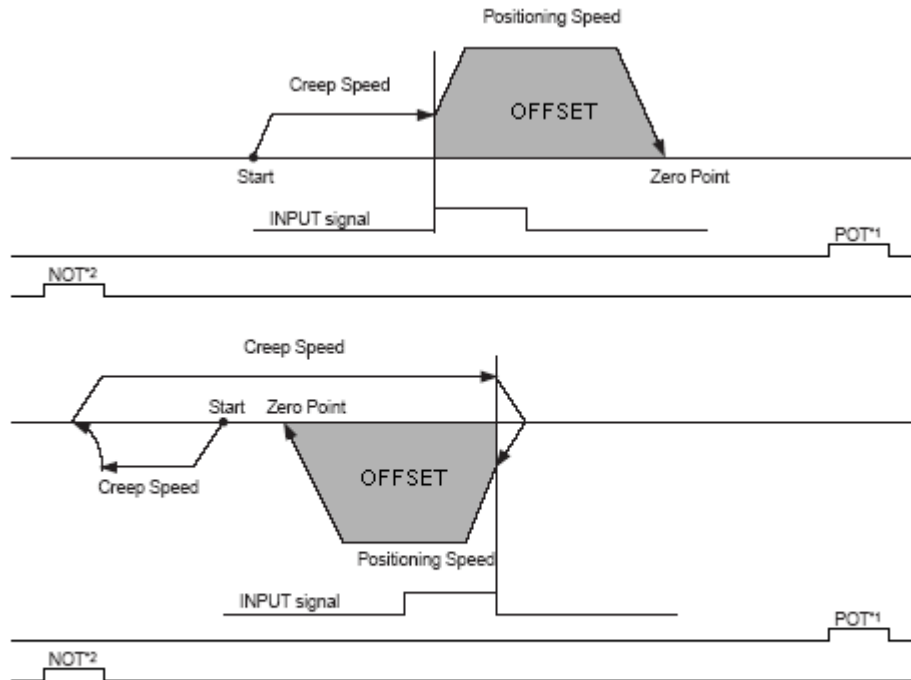 Positioning Speed
Creep Speed
OFFSET
Start
Zero Point
INPUT signal
POT*1
NOT*2
Creep Speed
Start Zero Point
OFFSET
Creep Speed
Positioning Speed
INPUT signal
POT*1
NOT*2